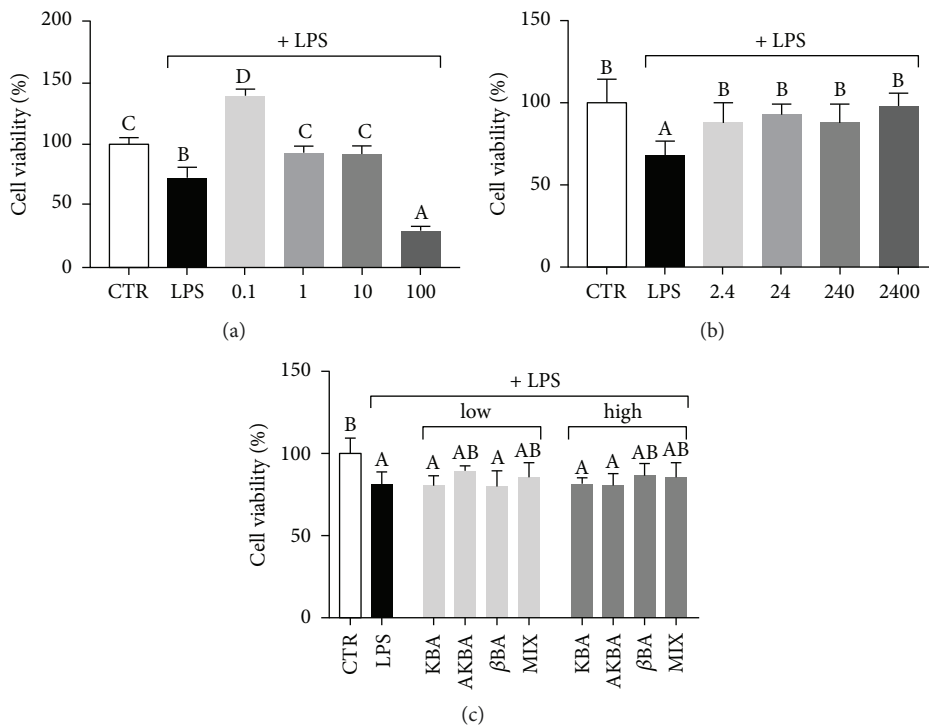 200
+ LPS
150
D
Cell viability (%)
C
C
C
100
B
50
A
0
CTR LPS 0.1 1 10 100
(a)
150
+ LPS
B
B
B
B
B
100
A
Cell viability (%)
50
0
CTR LPS 2.4 24 240 2400
(b)
150
+ LPS
low high
B
A A AB A AB A A AB AB
100
Cell viability (%)
50
0
CTR LPS KBA AKBA βBA MIX KBA AKBA βBA MIX
(c)